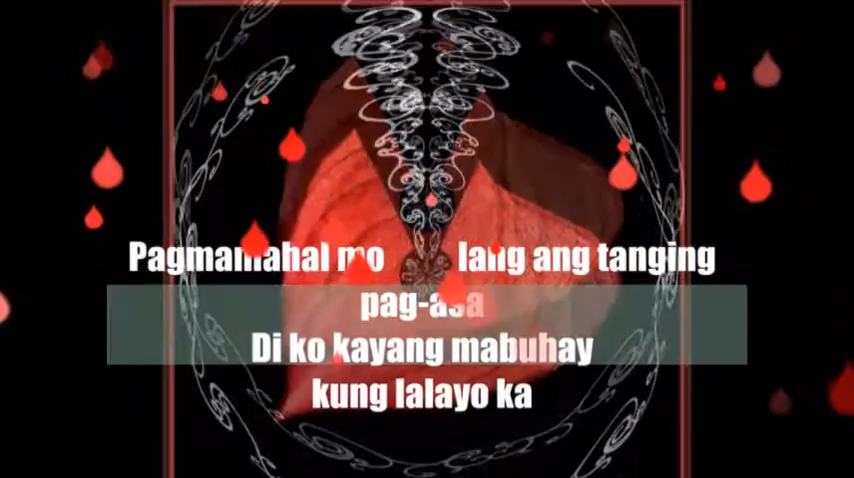 Pagmamahal mo lang ang tanging
pag-asa
Di ko kayang mabuhay
kung lalayo ka